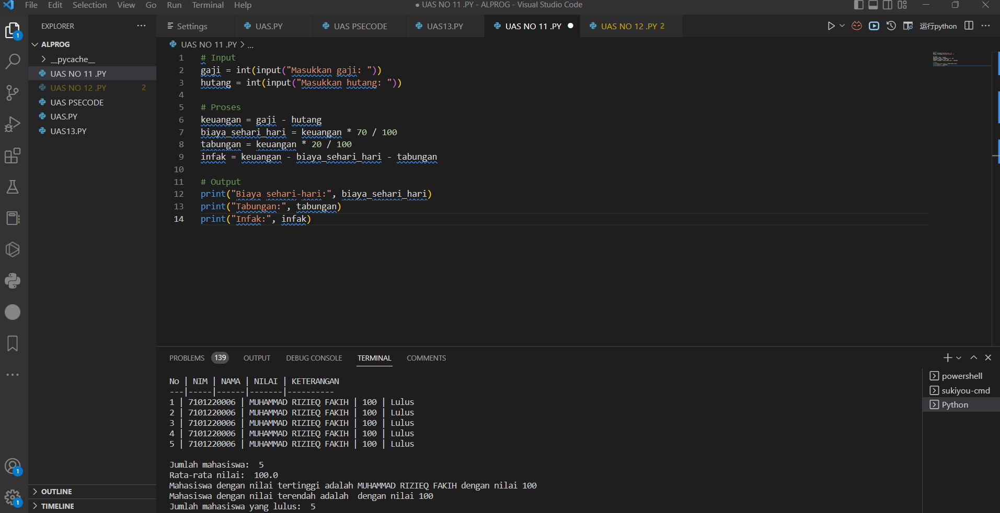 File Edit Selection View Go Run Terminal Help
● UAS NO 11 .PY - ALPROG - Visual Studio Code
EXPLORER ...
ALPROG
__pycache__
UAS NO 11 .PY
UAS NO 12 .PY 2
UAS PSECODE
UAS.PY
UAS13.PY
OUTLINE
TIMELINE
1
1
1
Settings UAS.PY UAS PSECODE UAS13.PY UAS NO 11 .PY ● UAS NO 12 .PY 2
运行python
UAS NO 11 .PY > ...
1 # Input
2 gaji = int(input("Masukkan gaji: "))
3 hutang = int(input("Masukkan hutang: "))
4
5 # Proses
6 keuangan = gaji - hutang
7 biaya_sehari_hari = keuangan * 70 / 100
8 tabungan = keuangan * 20 / 100
9 infak = keuangan - biaya_sehari_hari - tabungan
10
11 # Output
12 print("Biaya sehari-hari:", biaya_sehari_hari)
13 print("Tabungan:", tabungan)
14 print("Infak:", infak)
PROBLEMS 139 OUTPUT DEBUG CONSOLE TERMINAL COMMENTS
No | NIM | NAMA | NILAI | KETERANGAN
---|-----|------|-------|----------
1 | 7101220006 | MUHAMMAD RIZIEQ FAKIH | 100 | Lulus
2 | 7101220006 | MUHAMMAD RIZIEQ FAKIH | 100 | Lulus
3 | 7101220006 | MUHAMMAD RIZIEQ FAKIH | 100 | Lulus
4 | 7101220006 | MUHAMMAD RIZIEQ FAKIH | 100 | Lulus
5 | 7101220006 | MUHAMMAD RIZIEQ FAKIH | 100 | Lulus
Jumlah mahasiswa:  5
Rata-rata nilai:  100.0
Mahasiswa dengan nilai tertinggi adalah MUHAMMAD RIZIEQ FAKIH dengan nilai 100
Mahasiswa dengan nilai terendah adalah  dengan nilai 100
Jumlah mahasiswa yang lulus:  5
powershell
sukiyou-cmd
Python